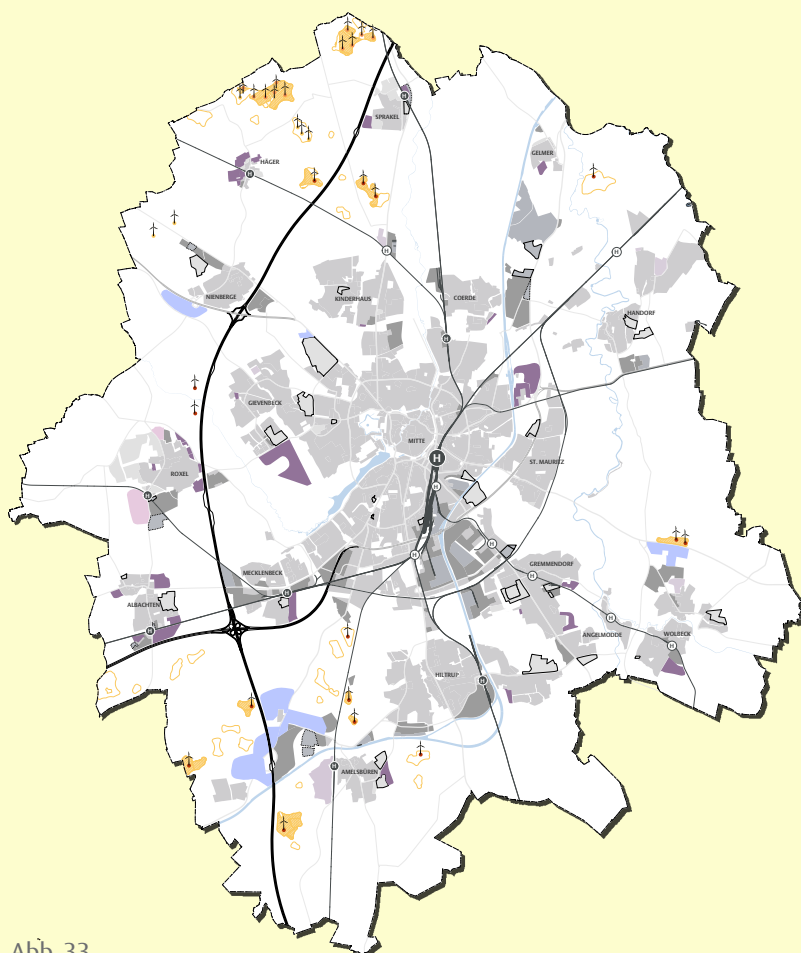 SPRAKEL
GELMER
HÄGER
H
H
H
H
NIENBERGE
KINDERHAUS
COERDE
HANDORF
H
GIEVENBECK
MITTE
H
ST. MAURITZ
ROXEL
H
H
H
H
GREMMENDORF
MECKLENBECK
H
H
ALBACHTEN
H
H
ANGELMODDE
WOLBECK
H
HILTRUP
H
H
AMELSBÜREN
Abb. 33